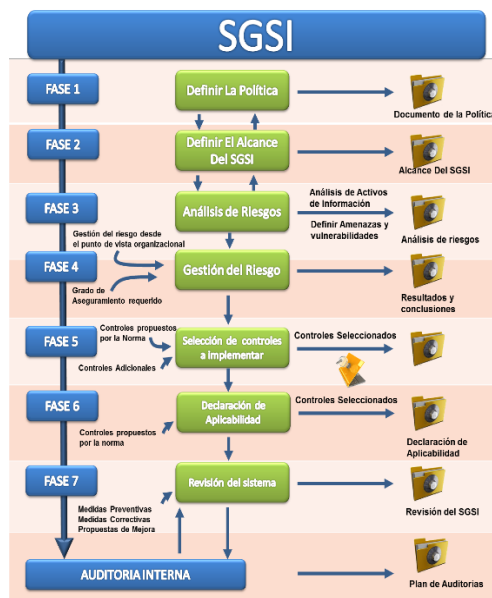 SGSI
FASE 1
Definir La Política
Documento de la Política
FASE 2
Definir El Alcance
Del SGSI
Alcance Del SGSI
FASE 3
Análisis de Riesgos
Análisis de Activos
de Información
Definir Amenazas y
vulnerabilidades
Análisis de riesgos
Gestión del riesgo desde
el punto de vista organizacional
FASE 4
Gestión del Riesgo
Grado de
Aseguramiento requerido
Resultados y
conclusiones
FASE 5
Controles propuestos
por la Norma
Controles Adicionales
Selección de controles
a implementar
Controles Seleccionados
FASE 6
Controles propuestos
por la norma
Declaración de
Aplicabilidad
Controles Seleccionados
Declaración de
Aplicabilidad
FASE 7
Revisión del sistema
Medidas Preventivas
Medidas Correctivas
Propuestas de Mejora
Revisión del SGSI
AUDITORIA INTERNA
Plan de Auditorias